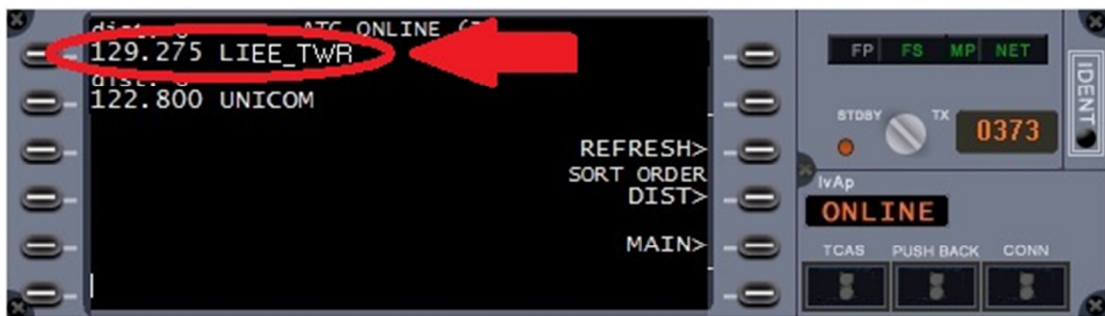 ATC ONLINE
129.275 LIEE_TWR
dist.
122.800 UNICOM
REFRESH>
SORT ORDER
DIST>
MAIN>
FP FS MP NET
IDENT
STDBY TX
0373
IvAp
ONLINE
TCAS PUSH BACK CONN